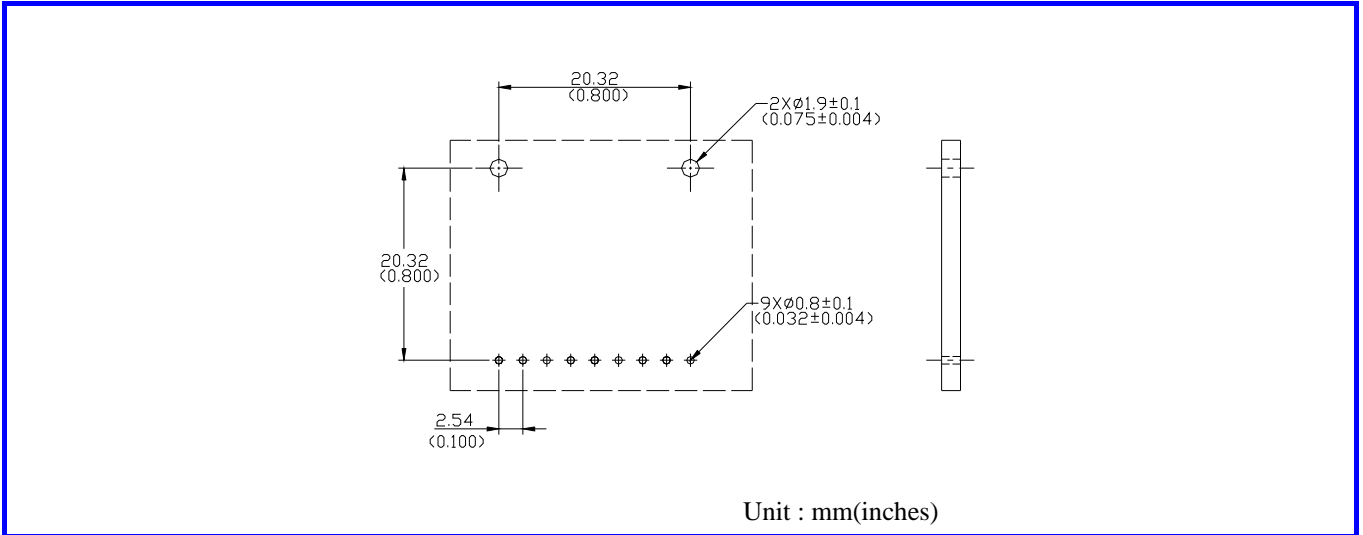 20.32
(0.800)
2XØ1.9±0.1
(0.075±0.004)
20.32
(0.800)
9XØ0.8±0.1
(0.032±0.004)
2.54
(0.100)
Unit : mm(inches)